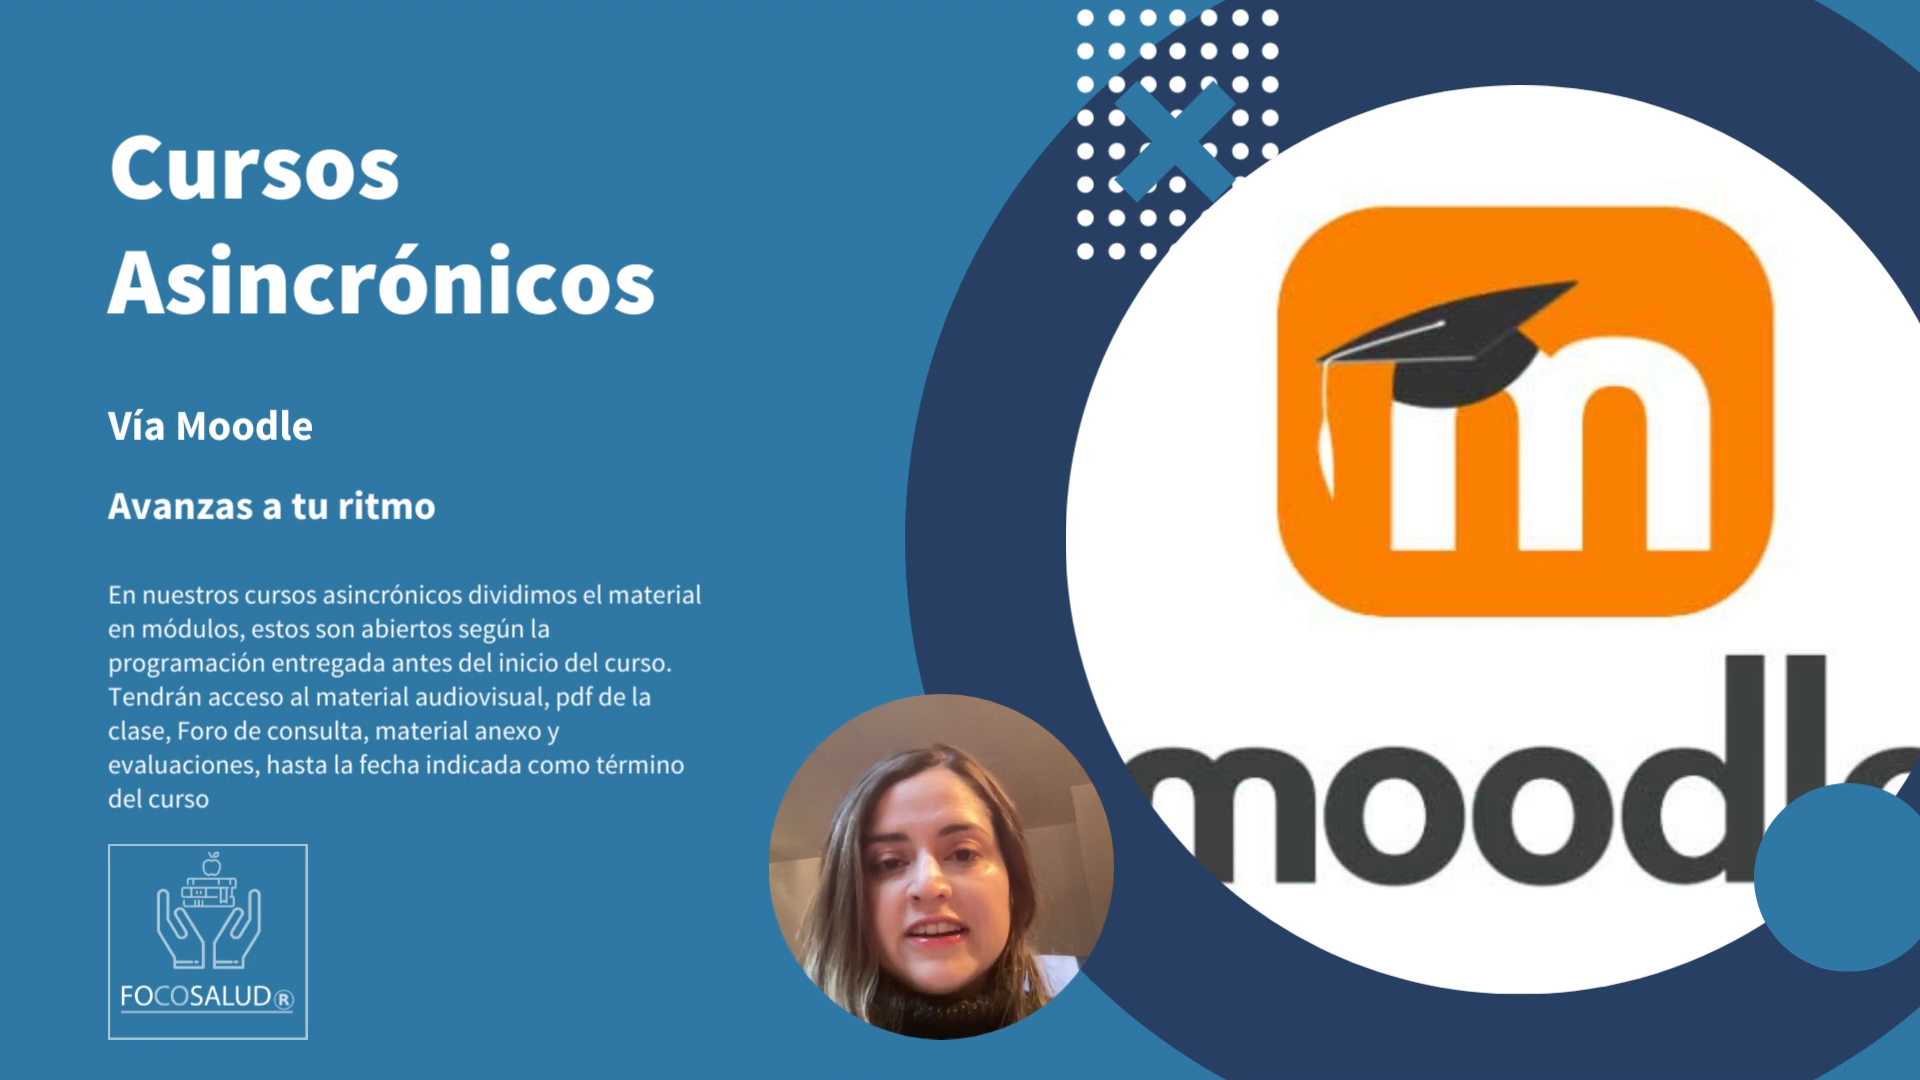 Cursos
Asincrónicos
Vía Moodle
Avanzas a tu ritmo
En nuestros cursos asincrónicos dividimos el material
en módulos, estos son abiertos según la
programación entregada antes del inicio del curso.
Tendrán acceso al material audiovisual, pdf de la
clase, Foro de consulta, material anexo y
evaluaciones, hasta la fecha indicada como término
del curso
FOCOSALUD®
m
moodle